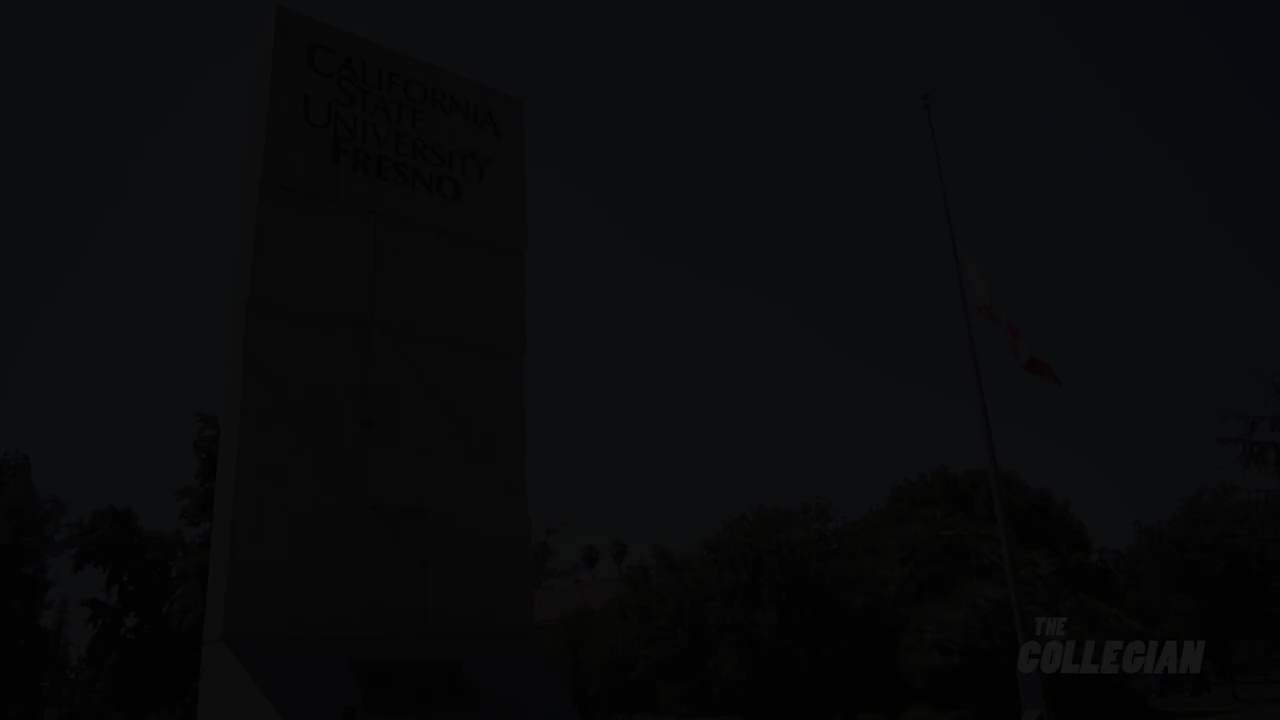 CALIFORNIA
STATE
UNIVERSITY
FRESNO
THE
COLLEGIAN